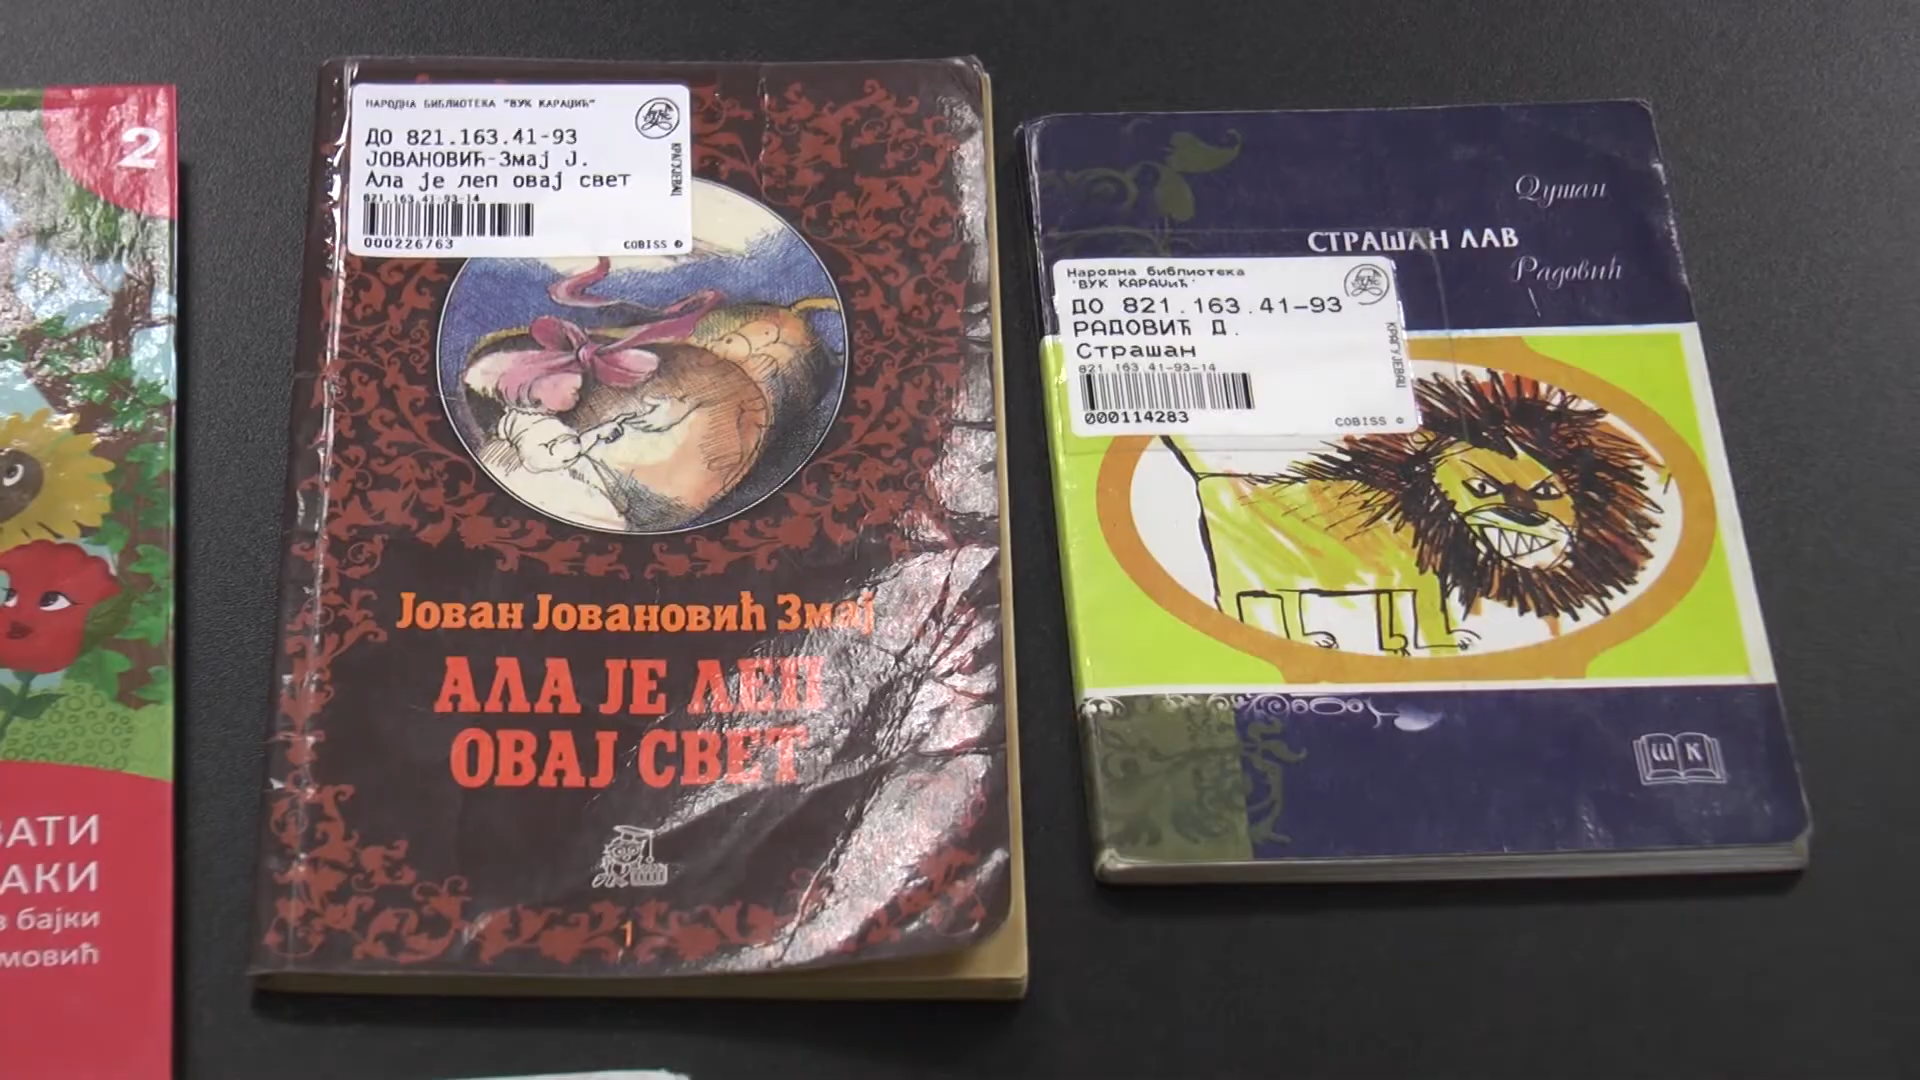 2
ВАТИ
АКИ
з бајки
мовић
НАРОДНА БИБЛИОТЕКА "ВУК КАРАЏИЋ"
ДО 821.163.41-93
ЈОВАНОВИЋ-Змај Ј.
Ала је леп овај свет
821.163.41-93-14
000226763
COBISS
КРАГУЈЕВАЦ
Јован Јовановић Змај
АЛА ЈЕ ЛЕП
ОВАЈ СВЕТ
1
Душан
СТРАШАН ЛАВ
Радовић
Народна библиотека
"ВУК КАРАЏИЋ"
ДО 821.163.41-93
РАДОВИЋ Д.
Страшан
821.163.41-93-14
000114283
COBISS
КРАГУЈЕВАЦ
ШК